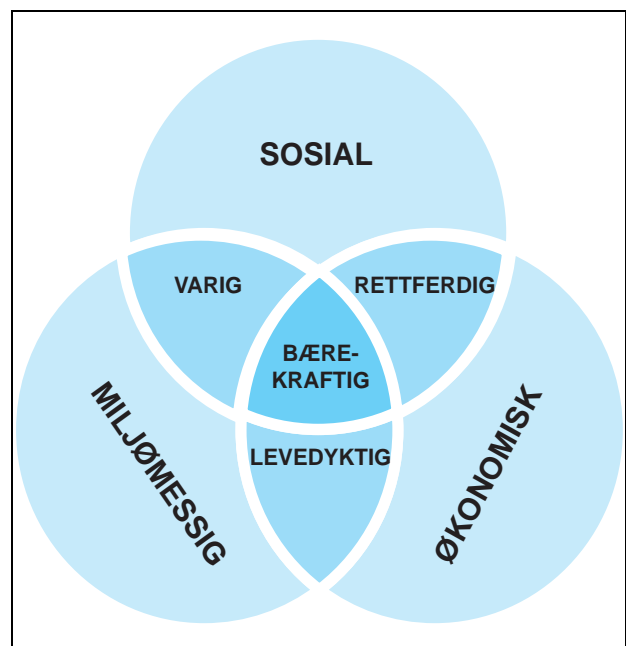 SOSIAL
VARIG
RETTFERDIG
BÆRE-
KRAFTIG
MILJØMESSIG
LEVEDYKTIG
ØKONOMISK